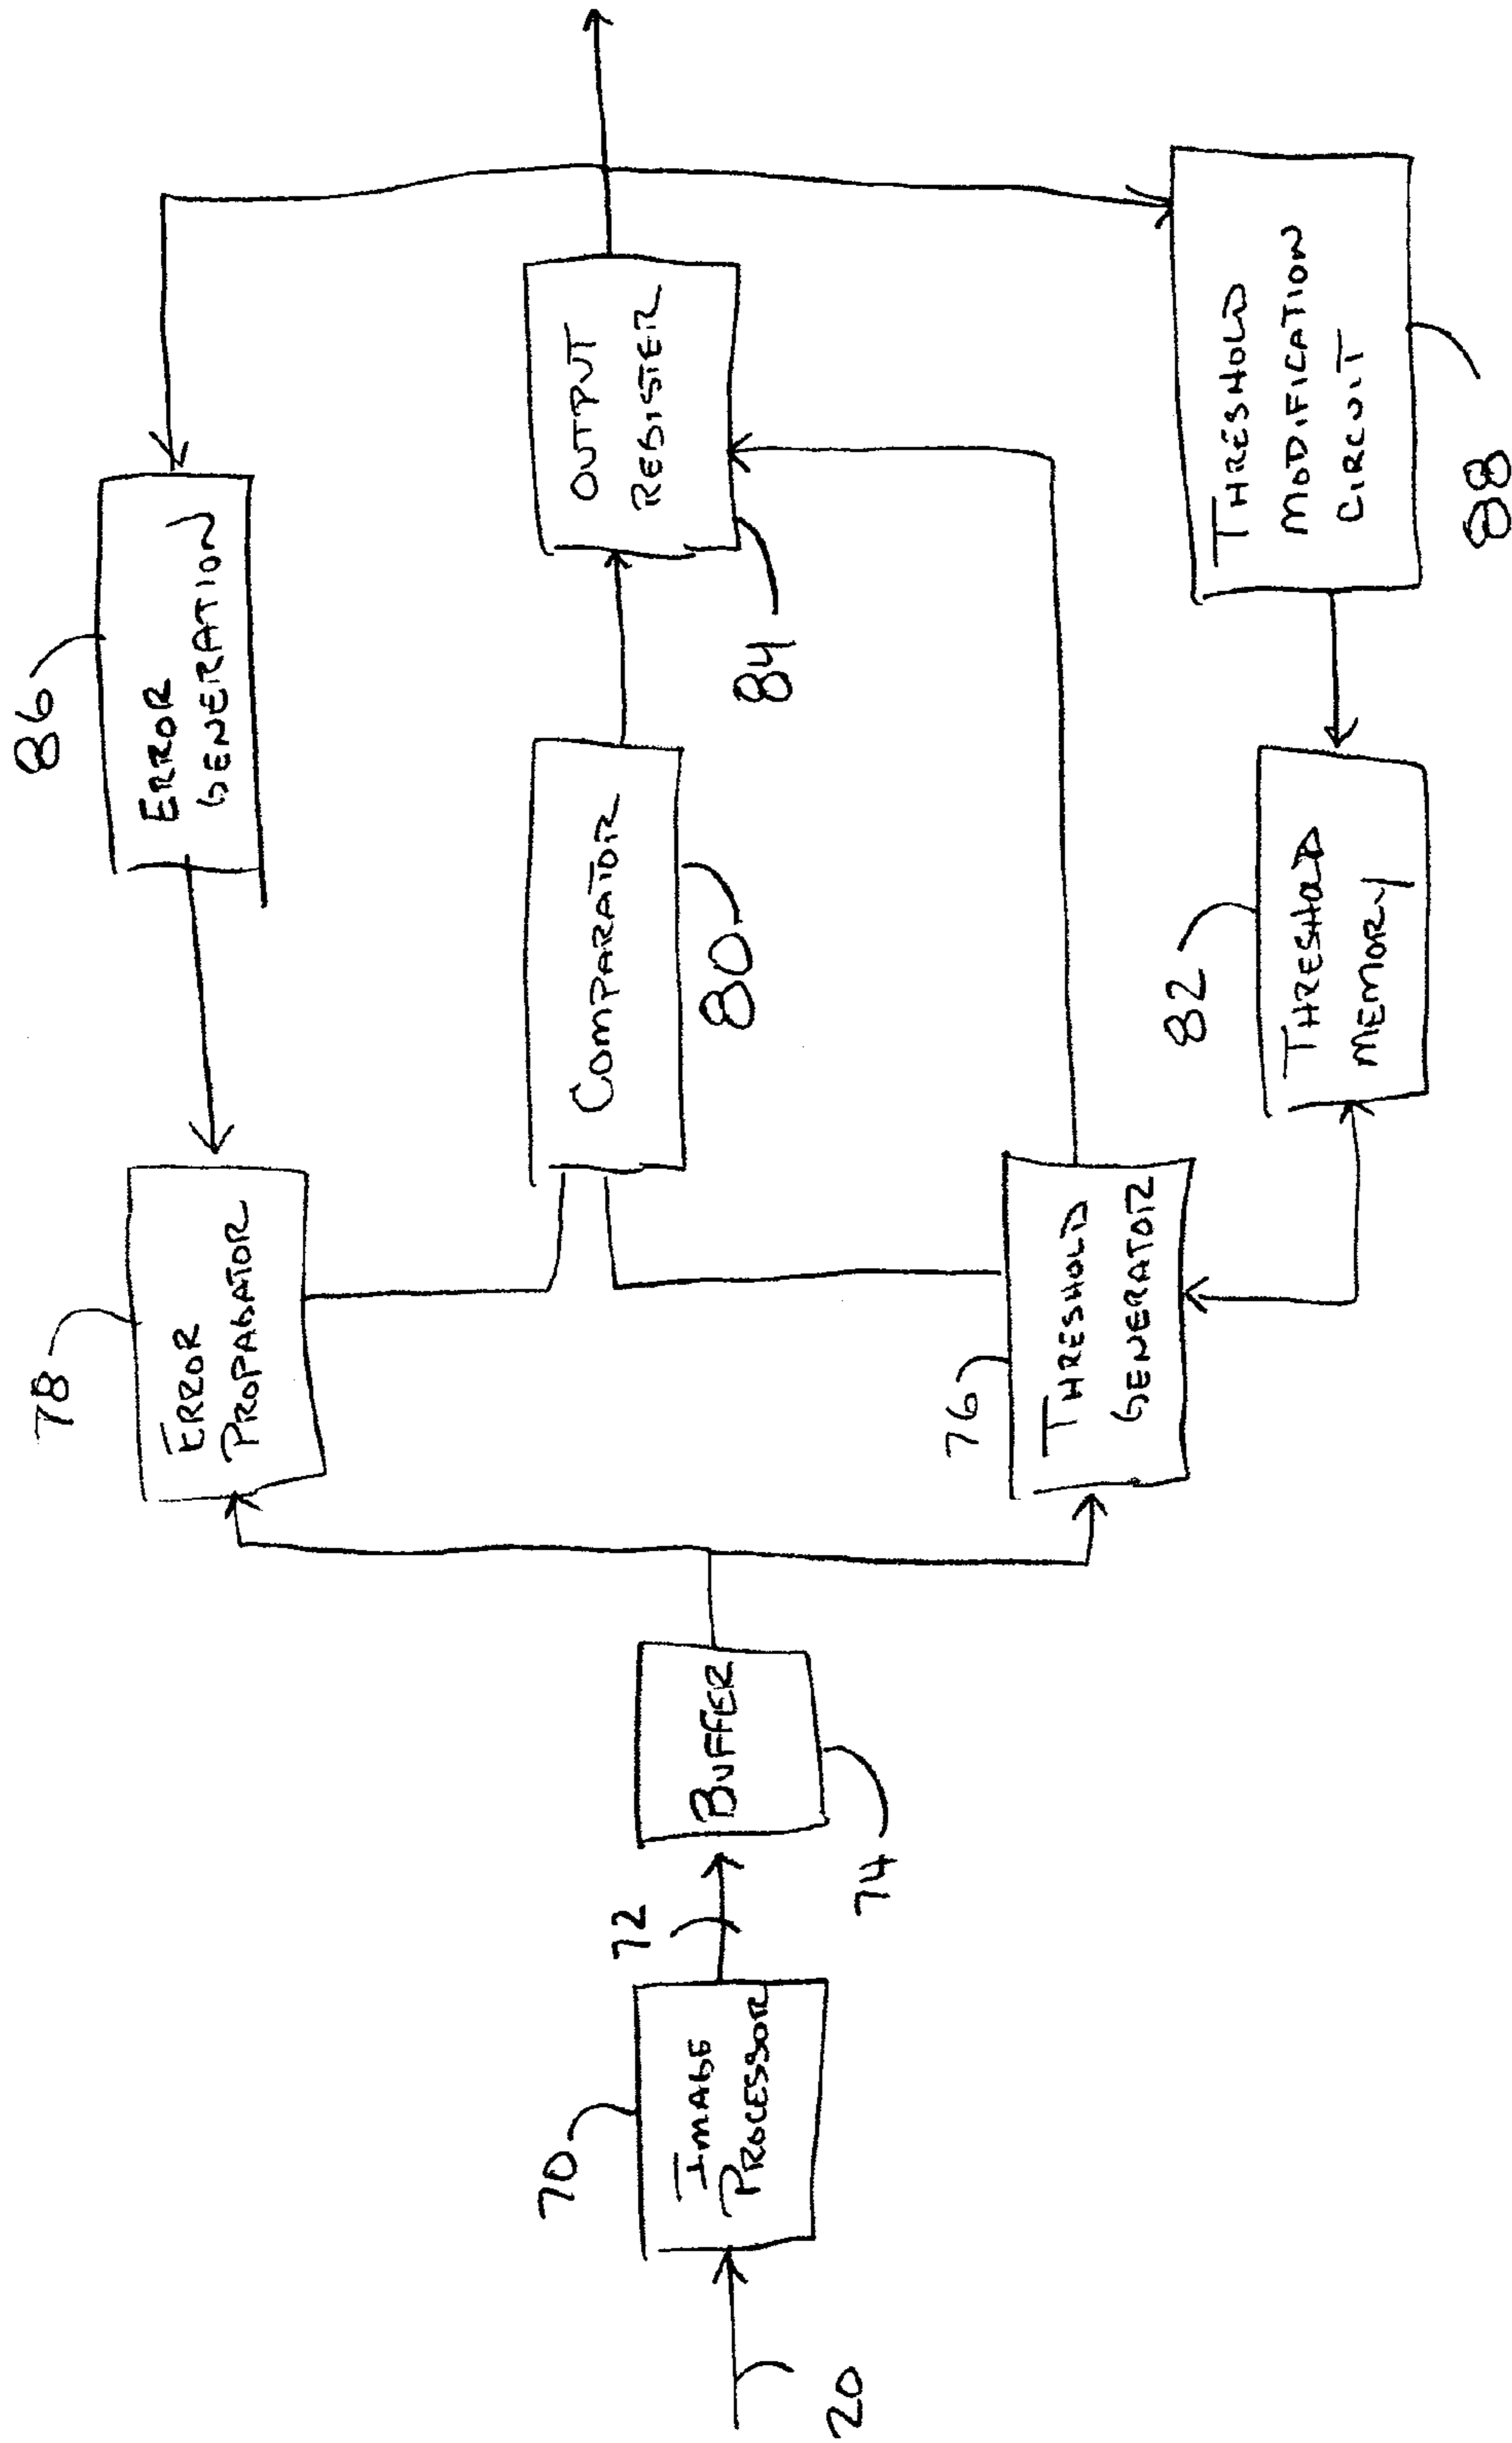 20
70
IMAGE
PROCESSOR
72
BUFFER
74
78
ERROR
PROPAGATOR
76
THRESHOLD
GENERATOR
86
ERROR
GENERATION
COMPARATOR
80
82
THRESHOLD
MEMORY
OUTPUT
REGISTER
84
THRESHOLD
MODIFICATION
CIRCUIT
88